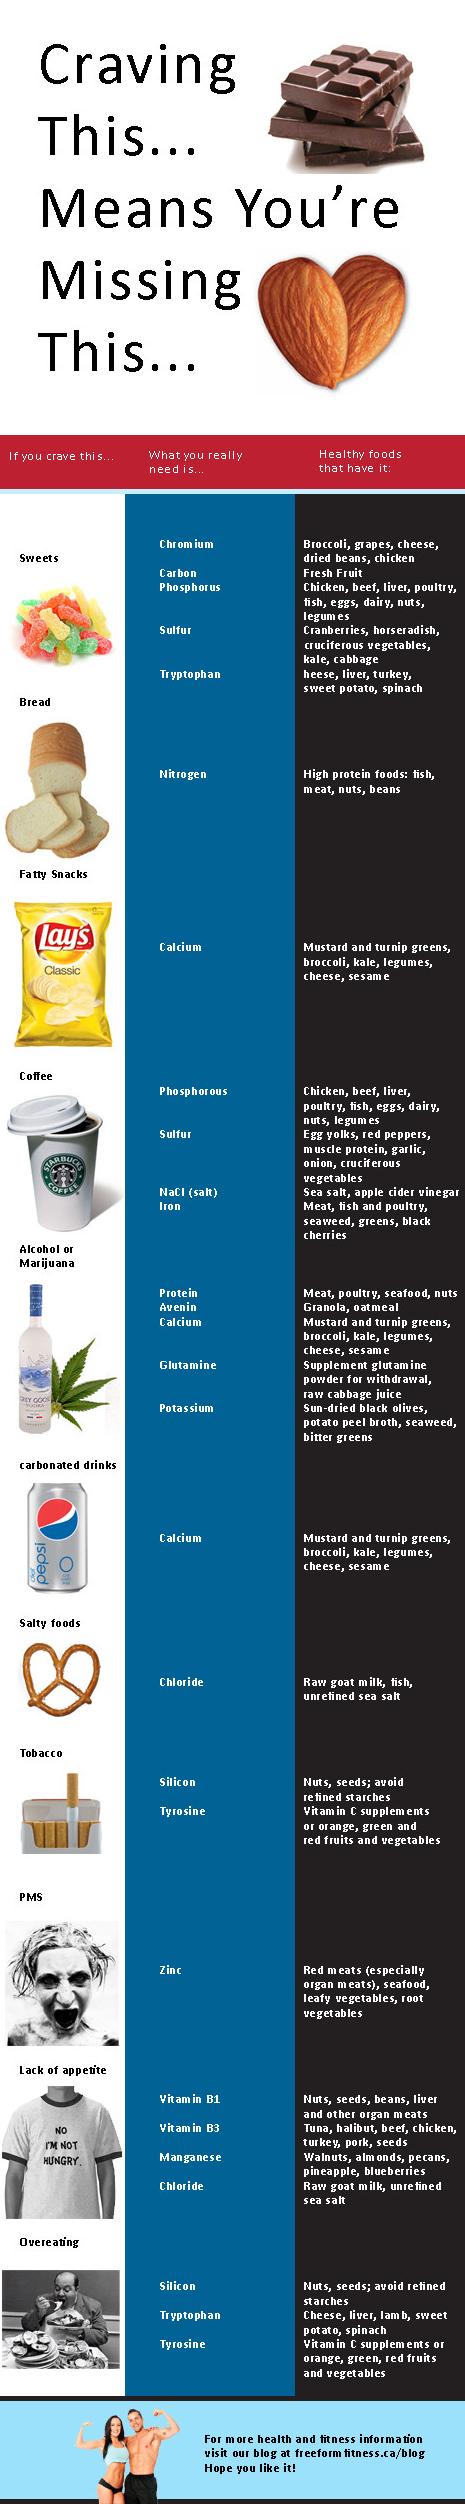 Craving
This...
Means You’re
Missing
This...
If you crave this...
What you really
need is...
Healthy foods
that have it:
Sweets
Chromium
Broccoli, grapes, cheese,
dried beans, chicken
Carbon
Fresh Fruit
Phosphorus
Chicken, beef, liver, poultry,
fish, eggs, dairy, nuts,
legumes
Sulfur
Cranberries, horseradish,
cruciferous vegetables,
kale, cabbage
Tryptophan
heese, liver, turkey,
sweet potato, spinach
Bread
Nitrogen
High protein foods: fish,
meat, nuts, beans
Fatty Snacks
Lay's
Classic
Calcium
Mustard and turnip greens,
broccoli, kale, legumes,
cheese, sesame
Coffee
STARBUCKS
COFFEE
Phosphorous
Chicken, beef, liver,
poultry, fish, eggs, dairy,
nuts, legumes
Sulfur
Egg yolks, red peppers,
muscle protein, garlic,
onion, cruciferous
vegetables
NaCl (salt)
Sea salt, apple cider vinegar
Iron
Meat, fish and poultry,
seaweed, greens, black
cherries
Alcohol or
Marijuana
GREY GOOSE
VODKA
Protein
Meat, poultry, seafood, nuts
Avenin
Granola, oatmeal
Calcium
Mustard and turnip greens,
broccoli, kale, legumes,
cheese, sesame
Glutamine
Supplement glutamine
powder for withdrawal,
raw cabbage juice
Potassium
Sun-dried black olives,
potato peel broth, seaweed,
bitter greens
carbonated drinks
diet
pepsi
Calcium
Mustard and turnip greens,
broccoli, kale, legumes,
cheese, sesame
Salty foods
Chloride
Raw goat milk, fish,
unrefined sea salt
Tobacco
Silicon
Nuts, seeds; avoid
refined starches
Tyrosine
Vitamin C supplements
or orange, green and
red fruits and vegetables
PMS
Zinc
Red meats (especially
organ meats), seafood,
leafy vegetables, root
vegetables
Lack of appetite
NO
I'M NOT
HUNGRY.
Vitamin B1
Nuts, seeds, beans, liver
and other organ meats
Vitamin B3
Tuna, halibut, beef, chicken,
turkey, pork, seeds
Manganese
Walnuts, almonds, pecans,
pineapple, blueberries
Chloride
Raw goat milk, unrefined
sea salt
Overeating
Silicon
Nuts, seeds; avoid refined
starches
Tryptophan
Cheese, liver, lamb, sweet
potato, spinach
Tyrosine
Vitamin C supplements or
orange, green, red fruits
and vegetables
For more health and fitness information
visit our blog at freeformfitness.ca/blog
Hope you like it!